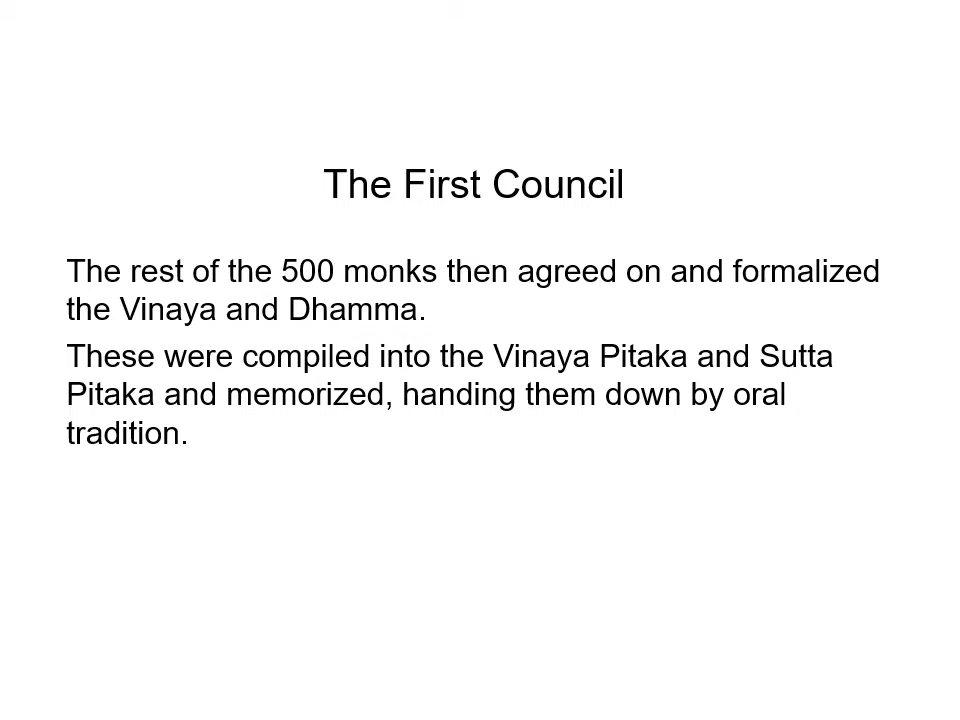 The First Council
The rest of the 500 monks then agreed on and formalized
the Vinaya and Dhamma.
These were compiled into the Vinaya Pitaka and Sutta
Pitaka and memorized, handing them down by oral
tradition.